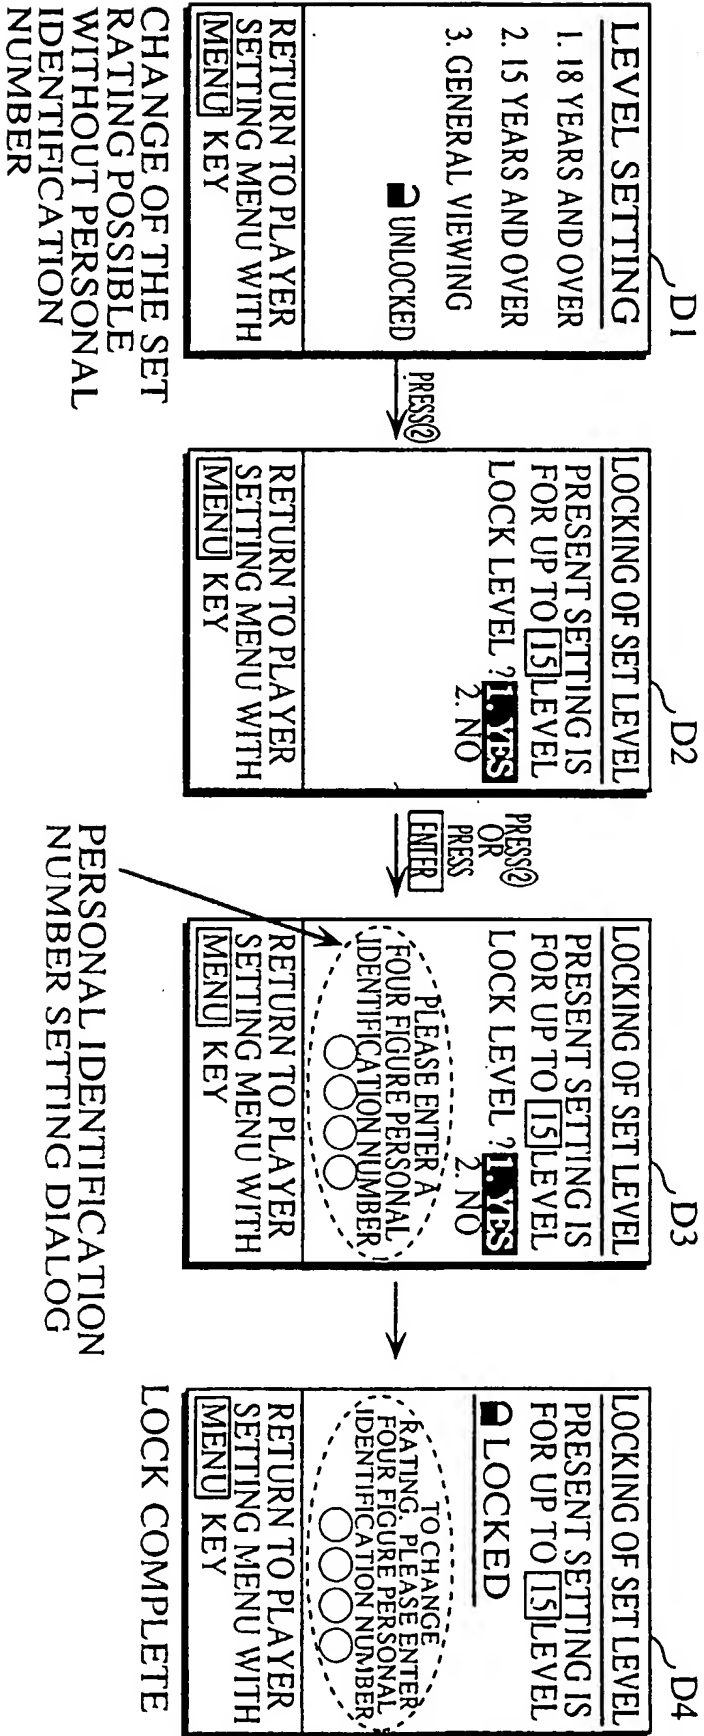 D1
LEVEL SETTING
1. 18 YEARS AND OVER
2. 15 YEARS AND OVER
3. GENERAL VIEWING
UNLOCKED
RETURN TO PLAYER
SETTING MENU WITH
MENU KEY
CHANGE OF THE SET
RATING POSSIBLE
WITHOUT PERSONAL
IDENTIFICATION
NUMBER
PRESS②
D2
LOCKING OF SET LEVEL
PRESENT SETTING IS
FOR UP TO 15 LEVEL
LOCK LEVEL ? 1. YES
2. NO
RETURN TO PLAYER
SETTING MENU WITH
MENU KEY
PRESS②
OR
PRESS
ENTER
D3
LOCKING OF SET LEVEL
PRESENT SETTING IS
FOR UP TO 15 LEVEL
LOCK LEVEL ? 1. YES
2. NO
PLEASE ENTER A
FOUR FIGURE PERSONAL
IDENTIFICATION NUMBER
RETURN TO PLAYER
SETTING MENU WITH
MENU KEY
PERSONAL IDENTIFICATION
NUMBER SETTING DIALOG
D4
LOCKING OF SET LEVEL
PRESENT SETTING IS
FOR UP TO 15 LEVEL
LOCKED
TO CHANGE
RATING, PLEASE ENTER
FOUR FIGURE PERSONAL
IDENTIFICATION NUMBER
RETURN TO PLAYER
SETTING MENU WITH
MENU KEY
LOCK COMPLETE